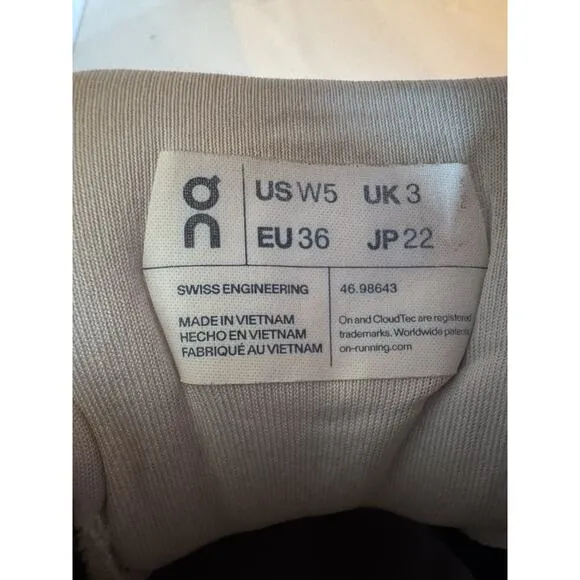 on
US W5 UK 3
EU 36 JP 22
SWISS ENGINEERING
46.98643
MADE IN VIETNAM
HECHO EN VIETNAM
FABRIQUÉ AU VIETNAM
On and CloudTec are registered
trademarks. Worldwide patents.
on-running.com